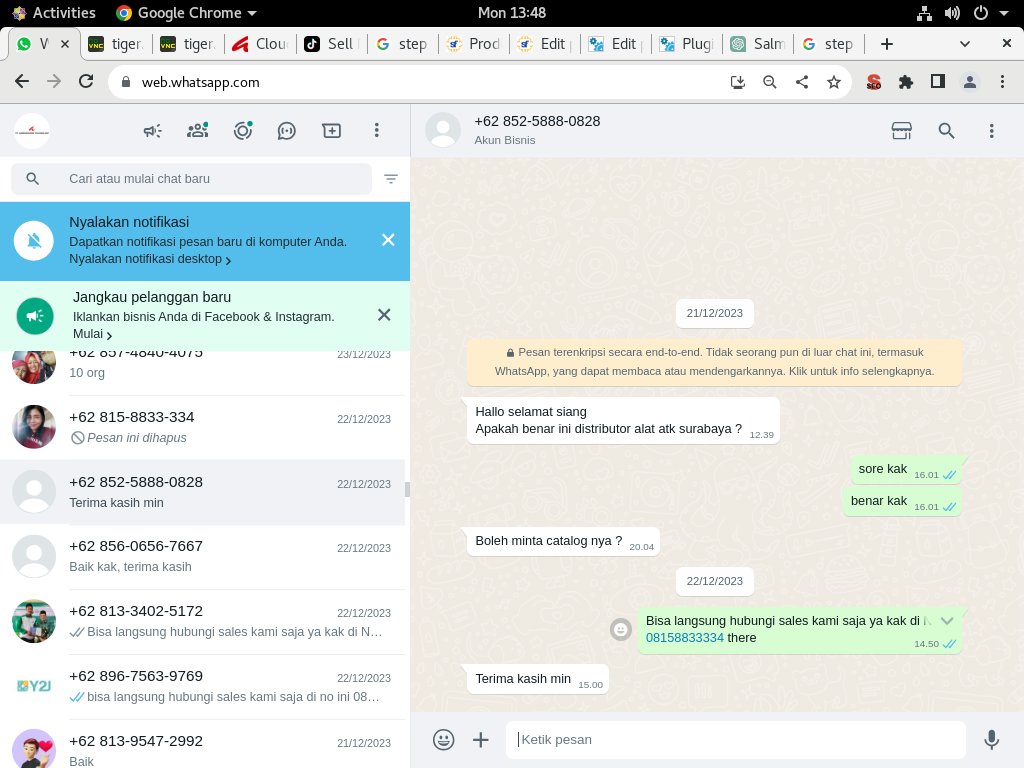 Activities
Google Chrome
Mon 13:48
tiger
tiger
Clou
Sell
step
Prod
Edit
Edit
Plugi
Salm
step
web.whatsapp.com
SEO
Cari atau mulai chat baru
Nyalakan notifikasi
Dapatkan notifikasi pesan baru di komputer Anda.
Nyalakan notifikasi desktop
Jangkau pelanggan baru
Iklankan bisnis Anda di Facebook & Instagram.
Mulai
+62 857-4840-4075
23/12/2023
10 org
+62 815-8833-334
22/12/2023
Pesan ini dihapus
+62 852-5888-0828
22/12/2023
Terima kasih min
+62 856-0656-7667
22/12/2023
Baik kak, terima kasih
+62 813-3402-5172
22/12/2023
Bisa langsung hubungi sales kami saja ya kak di N…
Y2J
+62 896-7563-9769
22/12/2023
bisa langsung hubungi sales kami saja di no ini 08…
+62 813-9547-2992
21/12/2023
Baik
+62 852-5888-0828
Akun Bisnis
21/12/2023
Pesan terenkripsi secara end-to-end. Tidak seorang pun di luar chat ini, termasuk
WhatsApp, yang dapat membaca atau mendengarkannya. Klik untuk info selengkapnya.
Hallo selamat siang
Apakah benar ini distributor alat atk surabaya ? 12.39
sore kak 16.01
benar kak 16.01
Boleh minta catalog nya ? 20.04
22/12/2023
Bisa langsung hubungi sales kami saja ya kak di
08158833334 there
14.50
Terima kasih min 15.00
Ketik pesan